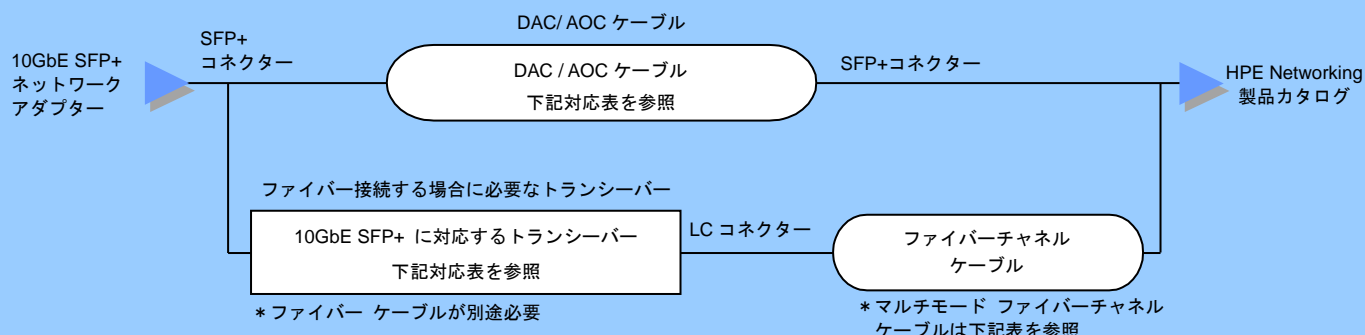 DAC/ AOC ケーブル
10GbE SFP+
ネットワーク
アダプター
SFP+
コネクター
DAC / AOC ケーブル
下記対応表を参照
SFP+コネクター
HPE Networking
製品カタログ
ファイバー接続する場合に必要なトランシーバー
10GbE SFP+ に対応するトランシーバー
下記対応表を参照
LC コネクター
ファイバーチャネル
ケーブル
＊ファイバー ケーブルが別途必要
＊マルチモード ファイバーチャネル
ケーブルは下記表を参照